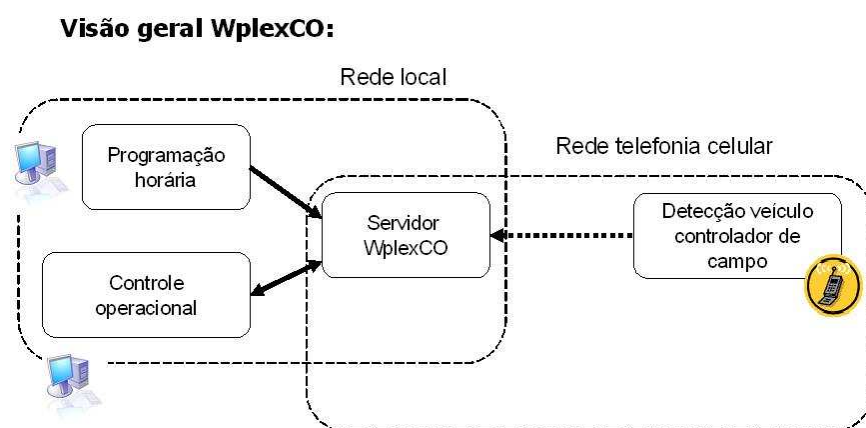 Visão geral WplexCO:
Rede local
Programação
horária
Rede telefonia celular
Servidor
WplexCO
Detecção veículo
controlador de
campo
Controle
operacional